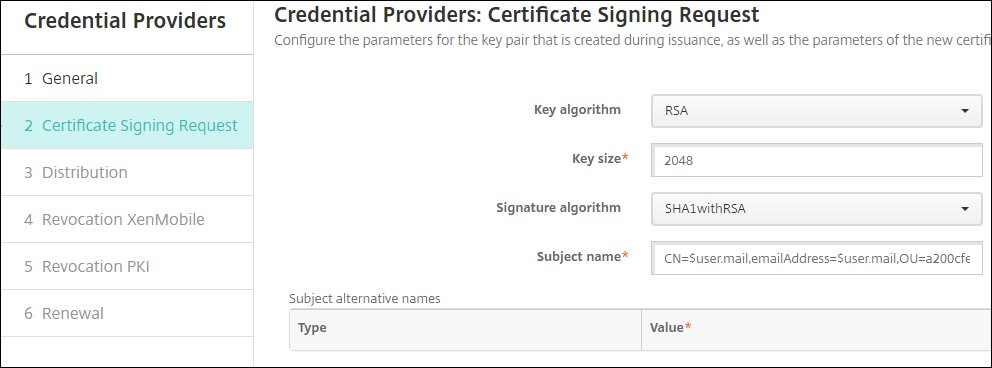 Credential Providers
1 General
2 Certificate Signing Request
3 Distribution
4 Revocation XenMobile
5 Revocation PKI
6 Renewal
Credential Providers: Certificate Signing Request
Configure the parameters for the key pair that is created during issuance, as well as the parameters of the new certifi
Key algorithm RSA
Key size* 2048
Signature algorithm SHA1withRSA
Subject name* CN=$user.mail,emailAddress=$user.mail,OU=a200cfe
Subject alternative names
Type Value*